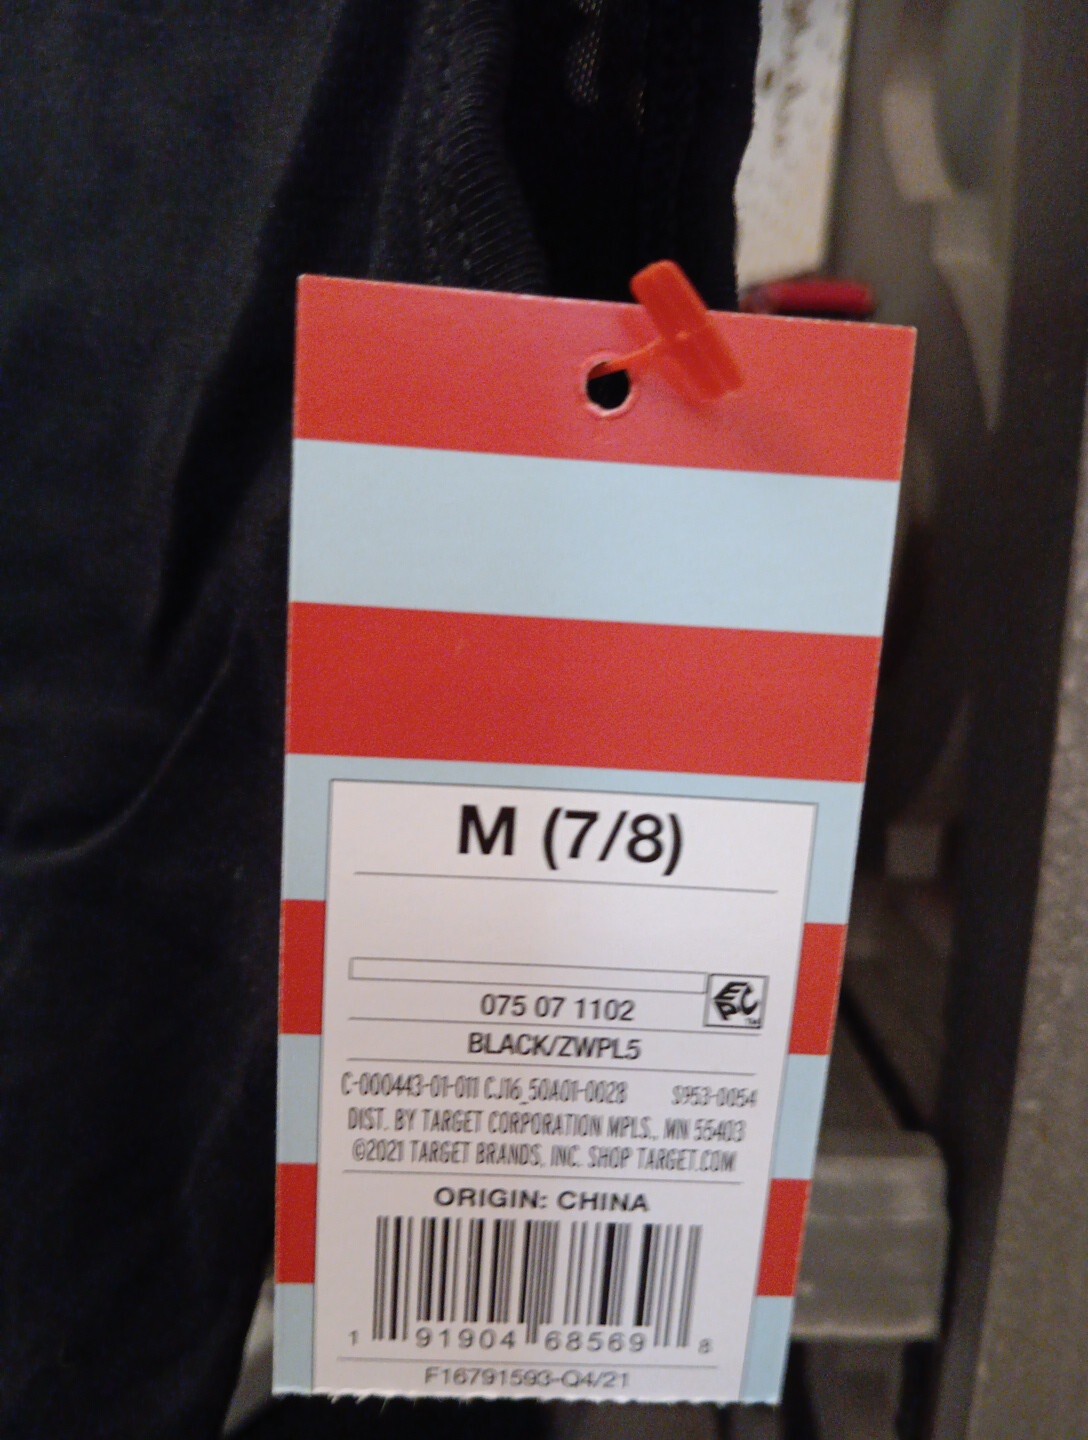 M (7/8)
EPC™
075 07 1102
BLACK/ZWPL5
C-000443-01-011 CJ16_50A01-0028 S953-0054
DIST. BY TARGET CORPORATION MPLS., MN 55403
©2021 TARGET BRANDS, INC. SHOP TARGET.COM
ORIGIN: CHINA
1 91904 68569 8
F16791593-Q4/21